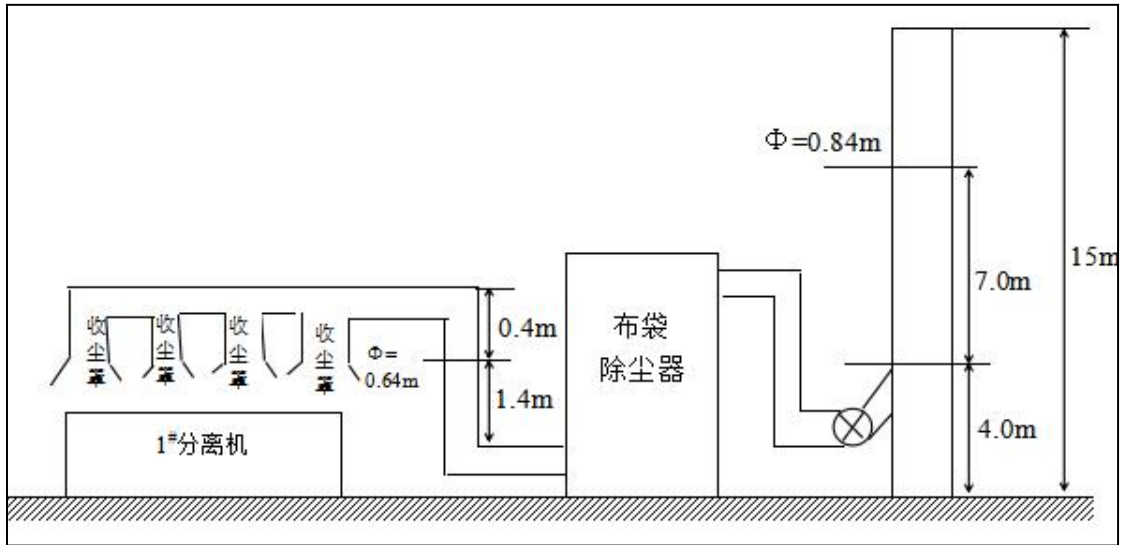 Φ=0.84m
15m
7.0m
收尘罩
收尘罩
收尘罩
收尘罩
Φ=
0.64m
0.4m
布袋
除尘器
1.4m
1#分离机
4.0m